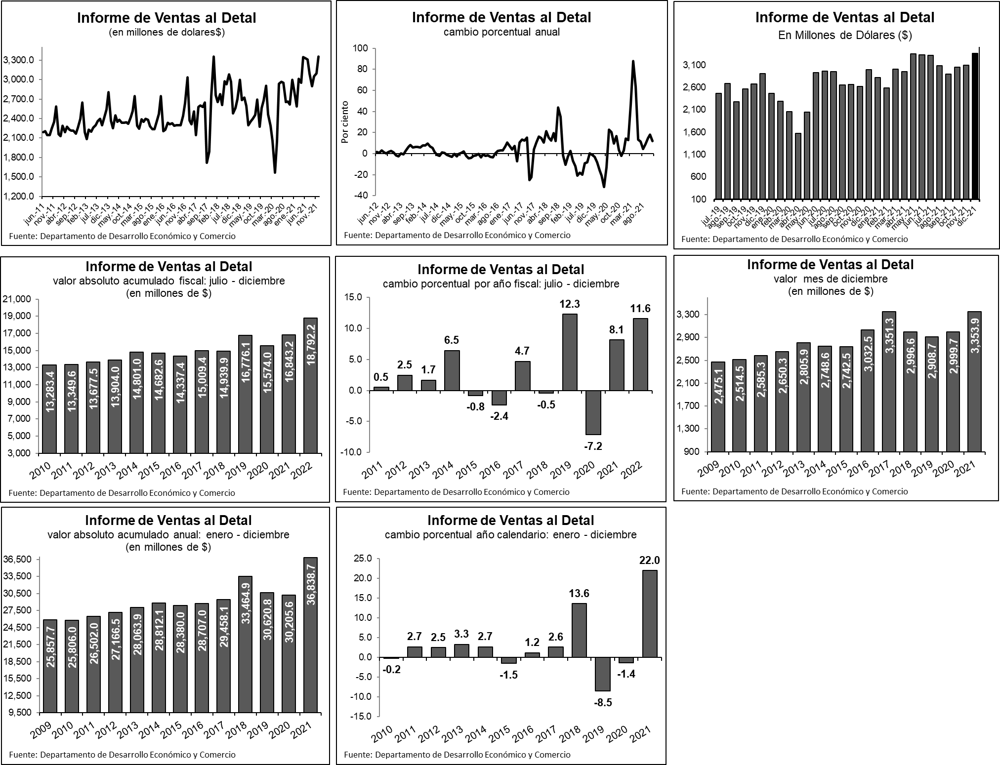 Informe de Ventas al Detal
(en millones de dolares$)
3,300.0
3,000.0
2,700.0
2,400.0
2,100.0
1,800.0
1,500.0
1,200.0
jun.-11
nov.-11
abr.-12
sep.-12
feb.-13
jul.-13
dic.-13
may.-14
oct.-14
mar.-15
ago.-15
ene.-16
jun.-16
nov.-16
abr.-17
sep.-17
feb.-18
jul.-18
dic.-18
may.-19
oct.-19
mar.-20
ago.-20
ene.-21
jun.-21
nov.-21
Fuente: Departamento de Desarrollo Económico y Comercio
Informe de Ventas al Detal
cambio porcentual anual
Por ciento
100
80
60
40
20
0
-20
-40
jun.-12
nov.-12
abr.-13
sep.-13
feb.-14
jul.-14
dic.-14
may.-15
oct.-15
mar.-16
ago.-16
ene.-17
jun.-17
nov.-17
abr.-18
sep.-18
feb.-19
jul.-19
dic.-19
may.-20
oct.-20
mar.-21
ago.-21
Fuente: Departamento de Desarrollo Económico y Comercio
Informe de Ventas al Detal
En Millones de Dólares ($)
3,100
2,600
2,100
1,600
1,100
600
100
jul.-19
ago.-19
sep.-19
oct.-19
nov.-19
dic.-19
ene.-20
feb.-20
mar.-20
abr.-20
may.-20
jun.-20
jul.-20
ago.-20
sep.-20
oct.-20
nov.-20
dic.-20
ene.-21
feb.-21
mar.-21
abr.-21
may.-21
jun.-21
jul.-21
ago.-21
sep.-21
oct.-21
nov.-21
dic.-21
Fuente: Departamento de Desarrollo Económico y Comercio
Informe de Ventas al Detal
valor absoluto acumulado fiscal: julio - diciembre
(en millones de $)
21,000
19,000
17,000
15,000
13,000
11,000
9,000
7,000
5,000
3,000
13,283.4
13,349.6
13,677.5
13,904.0
14,801.0
14,682.6
14,337.4
15,009.4
14,939.9
16,776.1
15,574.0
16,843.2
18,792.2
2010
2011
2012
2013
2014
2015
2016
2017
2018
2019
2020
2021
2022
Fuente: Departamento de Desarrollo Económico y Comercio
Informe de Ventas al Detal
cambio porcentual por año fiscal: julio - diciembre
15.0
10.0
5.0
0.0
-5.0
-10.0
0.5
2.5
1.7
6.5
-0.8
-2.4
4.7
-0.5
12.3
-7.2
8.1
11.6
2011
2012
2013
2014
2015
2016
2017
2018
2019
2020
2021
2022
Fuente: Departamento de Desarrollo Económico y Comercio
Informe de Ventas al Detal
valor mes de diciembre
(en millones de $)
3,300
2,900
2,500
2,100
1,700
1,300
900
2,475.1
2,514.5
2,585.3
2,650.3
2,805.9
2,748.6
2,742.5
3,032.5
3,351.3
2,996.6
2,908.7
2,999.7
3,353.9
2009
2010
2011
2012
2013
2014
2015
2016
2017
2018
2019
2020
2021
Fuente: Departamento de Desarrollo Económico y Comercio
Informe de Ventas al Detal
valor absoluto acumulado anual: enero - diciembre
(en millones de $)
36,500
33,500
30,500
27,500
24,500
21,500
18,500
15,500
12,500
9,500
25,857.7
25,806.0
26,502.0
27,166.5
28,063.9
28,812.1
28,380.0
28,707.0
29,458.1
33,464.9
30,620.8
30,205.6
36,838.7
2009
2010
2011
2012
2013
2014
2015
2016
2017
2018
2019
2020
2021
Fuente: Departamento de Desarrollo Económico y Comercio
Informe de Ventas al Detal
cambio porcentual año calendario: enero - diciembre
25.0
20.0
15.0
10.0
5.0
0.0
-5.0
-10.0
-15.0
-0.2
2.7
2.5
3.3
2.7
-1.5
1.2
2.6
13.6
-8.5
-1.4
22.0
2010
2011
2012
2013
2014
2015
2016
2017
2018
2019
2020
2021
Fuente: Departamento de Desarrollo Económico y Comercio